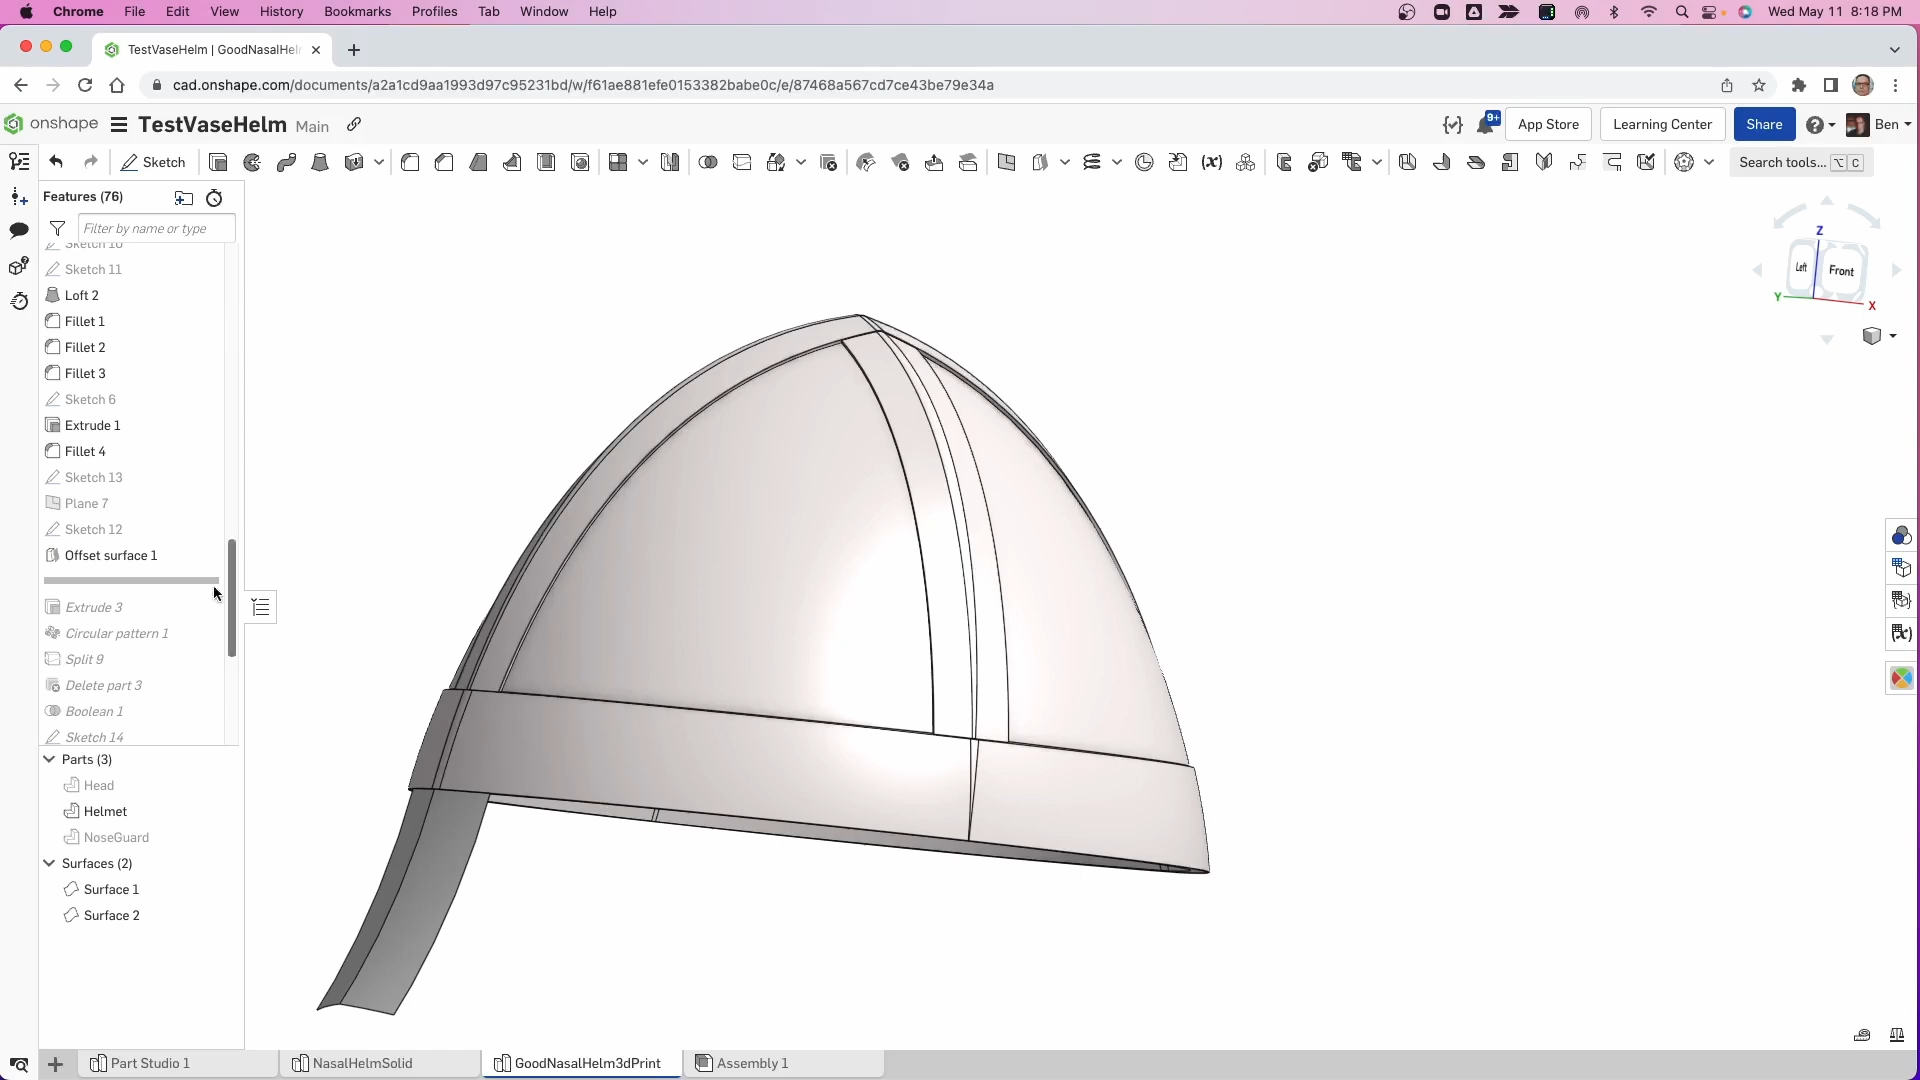 Chrome File Edit View History Bookmarks Profiles Tab Window Help Wed May 11 8:18 PM
TestVaseHelm | GoodNasalHel
cad.onshape.com/documents/a2a1cd9aa1993d97c95231bd/w/f61ae881efe0153382babe0c/e/87468a567cd7ce43be79e34a
onshape TestVaseHelm Main 9+ App Store Learning Center Share Ben
Sketch (x) Search tools... ⌥ C
Features (76)
Filter by name or type
Sketch 10
Sketch 11
Loft 2
Fillet 1
Fillet 2
Fillet 3
Sketch 6
Extrude 1
Fillet 4
Sketch 13
Plane 7
Sketch 12
Offset surface 1
Extrude 3
Circular pattern 1
Split 9
Delete part 3
Boolean 1
Sketch 14
Parts (3)
Head
Helmet
NoseGuard
Surfaces (2)
Surface 1
Surface 2
Z
Left Front
Y X
Part Studio 1 NasalHelmSolid GoodNasalHelm3dPrint Assembly 1